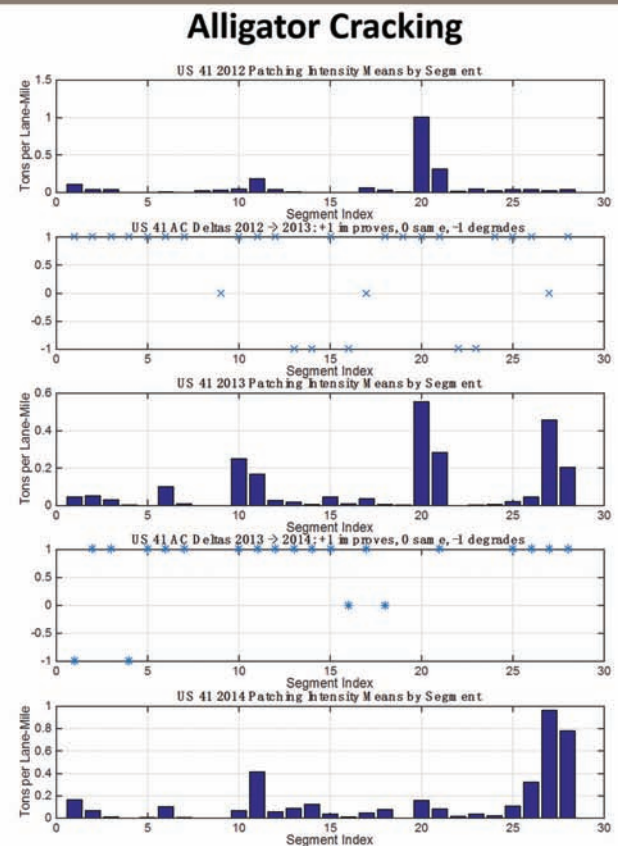 Alligator Cracking
US 41 2012 Patching Intensity Means by Segment
Tons per Lane-Mile
1.5
1
0.5
0
0 5 10 15 20 25 30
Segment Index
US 41 AC Deltas 2012 -> 2013: +1 improves, 0 same, -1 degrades
1
0.5
0
-0.5
-1
0 5 10 15 20 25 30
Segment Index
US 41 2013 Patching Intensity Means by Segment
Tons per Lane-Mile
0.6
0.4
0.2
0
0 5 10 15 20 25 30
US 41 AC Deltas 2013 -> 2014: +1 improves, 0 same, -1 degrades
1
0.5
0
-0.5
-1
0 5 10 15 20 25 30
Segment Index
US 41 2014 Patching Intensity Means by Segment
Tons per Lane-Mile
1
0.8
0.6
0.4
0.2
0
0 5 10 15 20 25 30
Segment Index